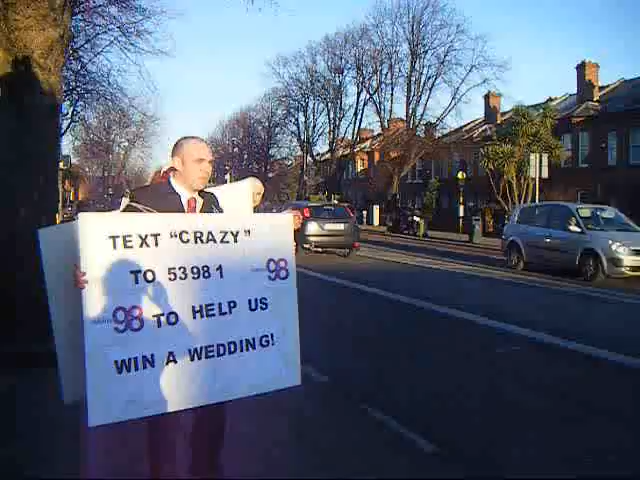 TEXT "CRAZY"
TO 53981 98
98 TO HELP US
WIN A WEDDING!